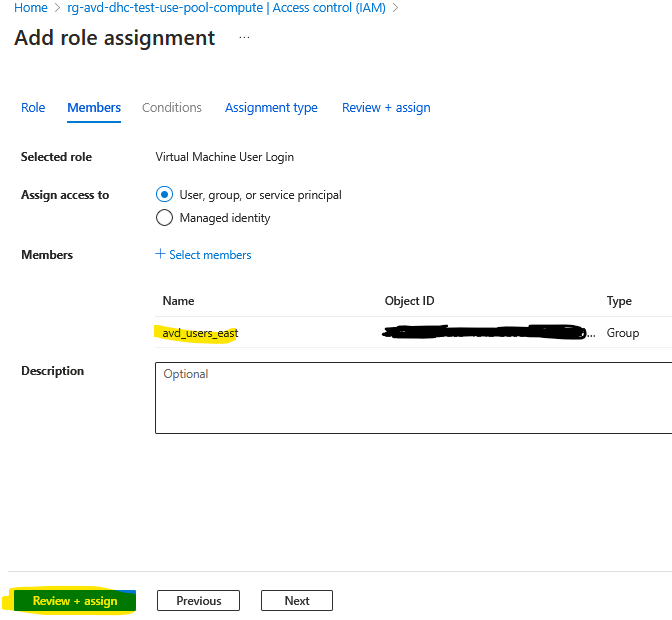 Home > rg-avd-dhc-test-use-pool-compute | Access control (IAM) >
Add role assignment ...
Role Members Conditions Assignment type Review + assign
Selected role Virtual Machine User Login
Assign access to User, group, or service principal
Managed identity
Members + Select members
Name Object ID Type
avd_users_east ... Group
Description Optional
Review + assign Previous Next